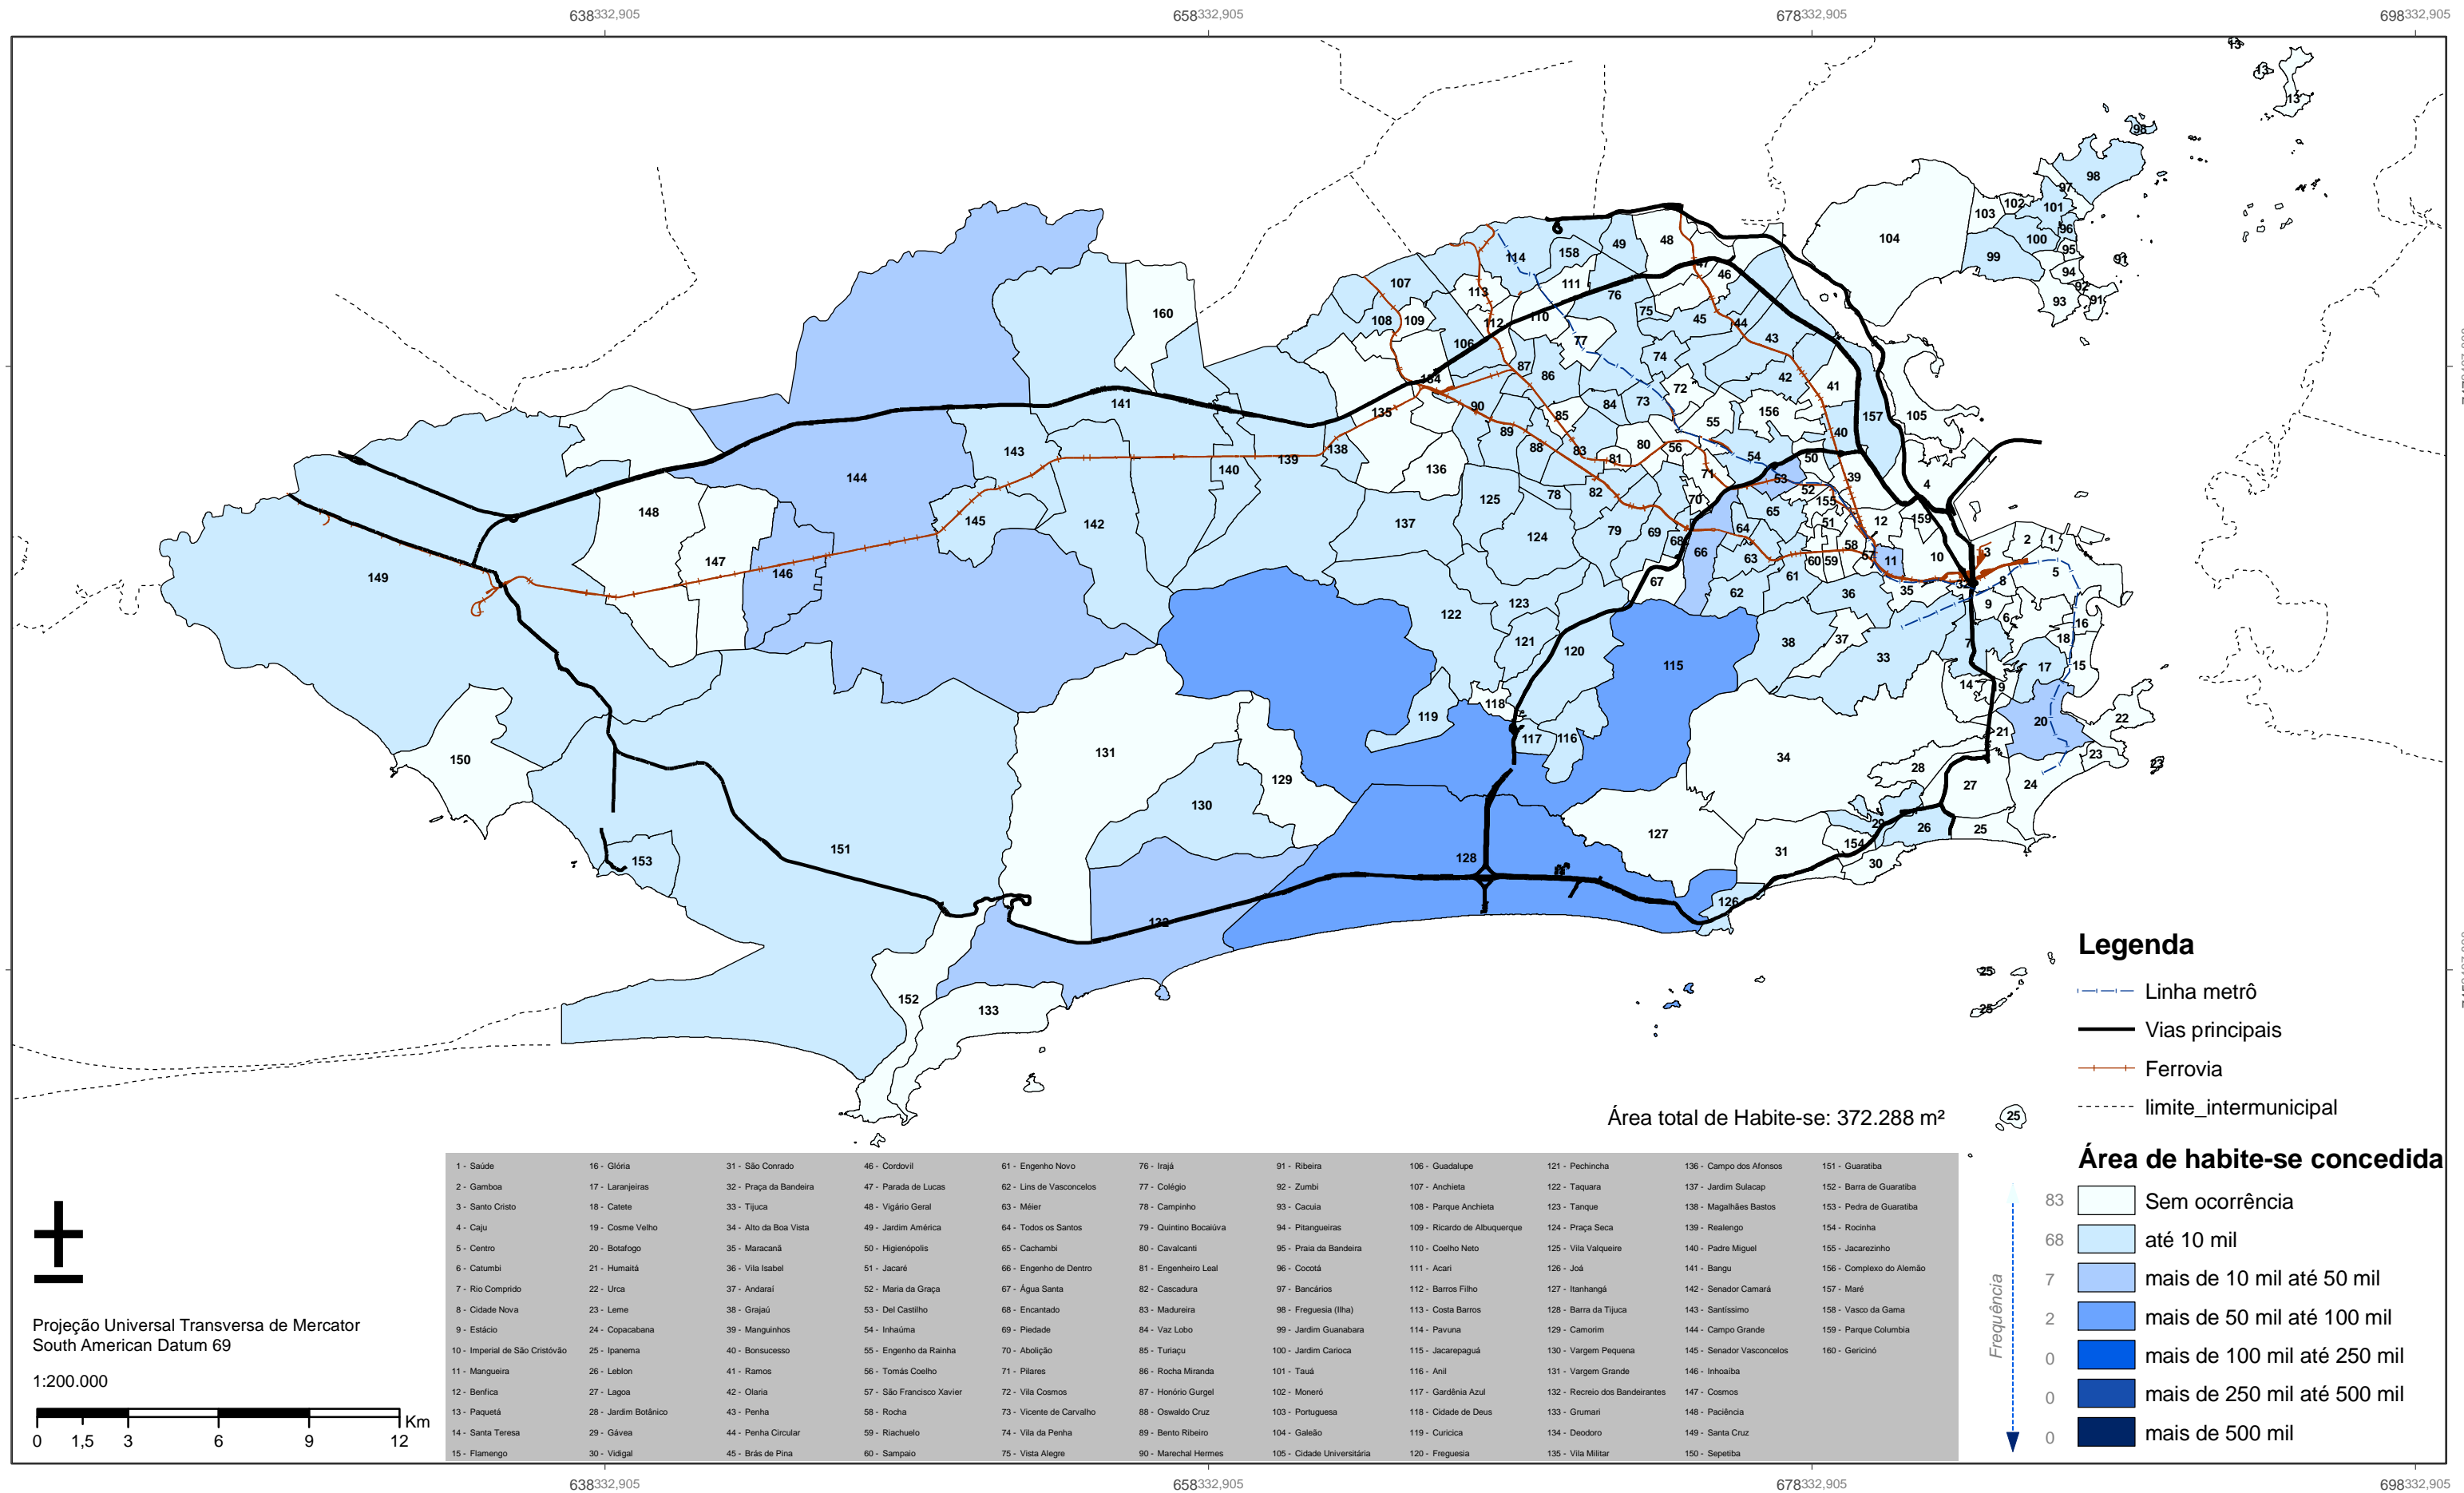 638332,905
658332,905
678332,905
698332,905
Legenda
Linha metrô
Vias principais
Ferrovia
limite_intermunicipal
Área total de Habite-se: 372.288 m²
Área de habite-se concedida
83 Sem ocorrência
68 até 10 mil
7 mais de 10 mil até 50 mil
2 mais de 50 mil até 100 mil
0 mais de 100 mil até 250 mil
0 mais de 250 mil até 500 mil
0 mais de 500 mil
Frequência
Projeção Universal Transversa de Mercator
South American Datum 69
1:200.000
Km
0 1,5 3 6 9 12
1 - Saúde
2 - Gamboa
3 - Santo Cristo
4 - Caju
5 - Centro
6 - Catumbi
7 - Rio Comprido
8 - Cidade Nova
9 - Estácio
10 - Imperial de São Cristóvão
11 - Mangueira
12 - Benfica
13 - Paquetá
14 - Santa Teresa
15 - Flamengo
16 - Glória
17 - Laranjeiras
18 - Catete
19 - Cosme Velho
20 - Botafogo
21 - Humaitá
22 - Urca
23 - Leme
24 - Copacabana
25 - Ipanema
26 - Leblon
27 - Lagoa
28 - Jardim Botânico
29 - Gávea
30 - Vidigal
31 - São Conrado
32 - Praça da Bandeira
33 - Tijuca
34 - Alto da Boa Vista
35 - Maracanã
36 - Vila Isabel
37 - Andaraí
38 - Grajaú
39 - Manguinhos
40 - Bonsucesso
41 - Ramos
42 - Olaria
43 - Penha
44 - Penha Circular
45 - Brás de Pina
46 - Cordovil
47 - Parada de Lucas
48 - Vigário Geral
49 - Jardim América
50 - Higienópolis
51 - Jacaré
52 - Maria da Graça
53 - Del Castilho
54 - Inhaúma
55 - Engenho da Rainha
56 - Tomás Coelho
57 - São Francisco Xavier
58 - Rocha
59 - Riachuelo
60 - Sampaio
61 - Engenho Novo
62 - Lins de Vasconcelos
63 - Méier
64 - Todos os Santos
65 - Cachambi
66 - Engenho de Dentro
67 - Água Santa
68 - Encantado
69 - Piedade
70 - Abolição
71 - Pilares
72 - Vila Cosmos
73 - Vicente de Carvalho
74 - Vila da Penha
75 - Vista Alegre
76 - Irajá
77 - Colégio
78 - Campinho
79 - Quintino Bocaiúva
80 - Cavalcanti
81 - Engenheiro Leal
82 - Cascadura
83 - Madureira
84 - Vaz Lobo
85 - Turiaçu
86 - Rocha Miranda
87 - Honório Gurgel
88 - Oswaldo Cruz
89 - Bento Ribeiro
90 - Marechal Hermes
91 - Ribeira
92 - Zumbi
93 - Cacuia
94 - Pitangueiras
95 - Praia da Bandeira
96 - Cocotá
97 - Bancários
98 - Freguesia (Ilha)
99 - Jardim Guanabara
100 - Jardim Carioca
101 - Tauá
102 - Moneró
103 - Portuguesa
104 - Galeão
105 - Cidade Universitária
106 - Guadalupe
107 - Anchieta
108 - Parque Anchieta
109 - Ricardo de Albuquerque
110 - Coelho Neto
111 - Acari
112 - Barros Filho
113 - Costa Barros
114 - Pavuna
115 - Jacarepaguá
116 - Anil
117 - Gardênia Azul
118 - Cidade de Deus
119 - Curicica
120 - Freguesia
121 - Pechincha
122 - Taquara
123 - Tanque
124 - Praça Seca
125 - Vila Valqueire
126 - Joá
127 - Itanhangá
128 - Barra da Tijuca
129 - Camorim
130 - Vargem Pequena
131 - Vargem Grande
132 - Recreio dos Bandeirantes
133 - Grumari
134 - Deodoro
135 - Vila Militar
136 - Campo dos Afonsos
137 - Jardim Sulacap
138 - Magalhães Bastos
139 - Realengo
140 - Padre Miguel
141 - Bangu
142 - Senador Camará
143 - Santíssimo
144 - Campo Grande
145 - Senador Vasconcelos
146 - Inhoaíba
147 - Cosmos
148 - Paciência
149 - Santa Cruz
150 - Sepetiba
151 - Guaratiba
152 - Barra de Guaratiba
153 - Pedra de Guaratiba
154 - Rocinha
155 - Jacarezinho
156 - Complexo do Alemão
157 - Maré
158 - Vasco da Gama
159 - Parque Columbia
160 - Gericinó
638332,905
658332,905
678332,905
698332,905